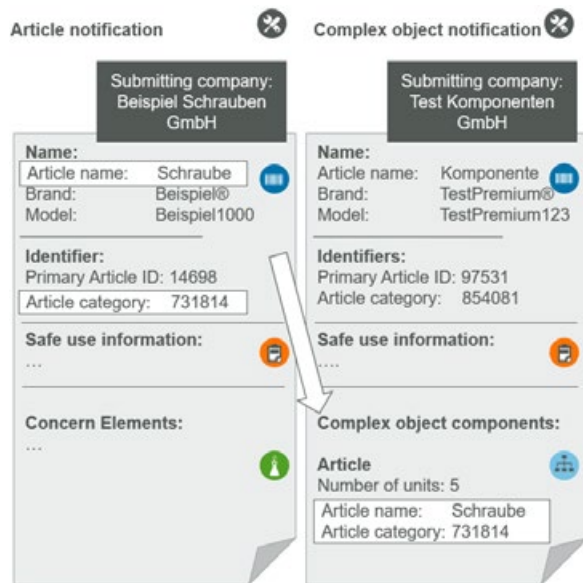 Article notification
Submitting company:
Beispiel Schrauben
GmbH
Name:
Article name: Schraube
Brand: Beispiel®
Model: Beispiel1000
Identifier:
Primary Article ID: 14698
Article category: 731814
Safe use information:
...
Concern Elements:
...
Complex object notification
Submitting company:
Test Komponenten
GmbH
Name:
Article name: Komponente
Brand: TestPremium®
Model: TestPremium123
Identifiers:
Primary Article ID: 97531
Article category: 854081
Safe use information:
....
Complex object components:
Article
Number of units: 5
Article name: Schraube
Article category: 731814